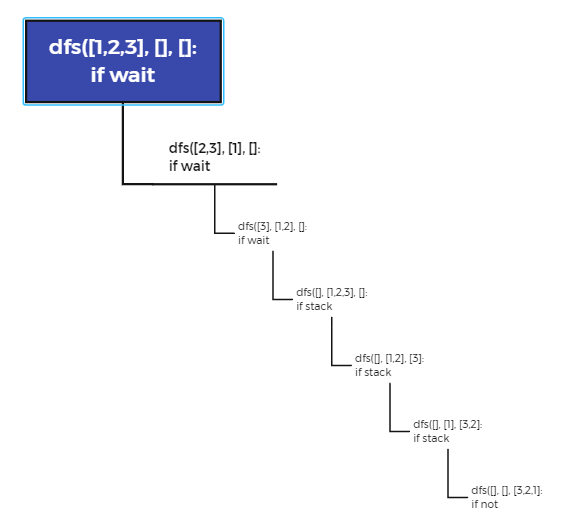 dfs([1,2,3], [], []:
if wait
dfs([2,3], [1], []:
if wait
dfs([3], [1,2], []:
if wait
dfs([], [1,2,3], []:
if stack
dfs([], [1,2], [3]:
if stack
dfs([], [1], [3,2]:
if stack
dfs([], [], [3,2,1]:
if not